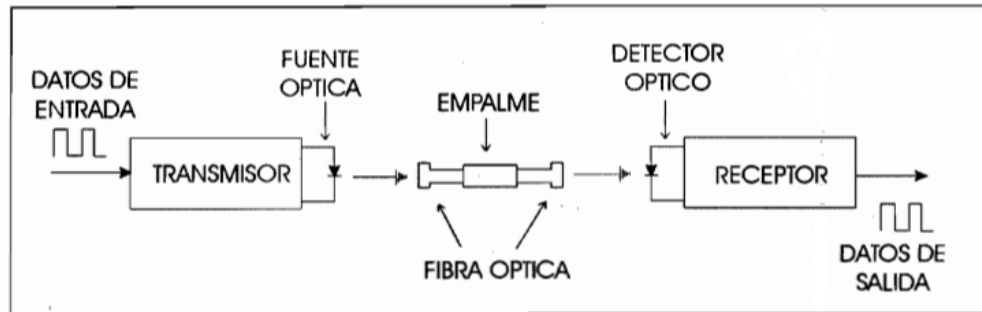 DATOS DE
ENTRADA
TRANSMISOR
FUENTE
OPTICA
EMPALME
FIBRA OPTICA
DETECTOR
OPTICO
RECEPTOR
DATOS DE
SALIDA